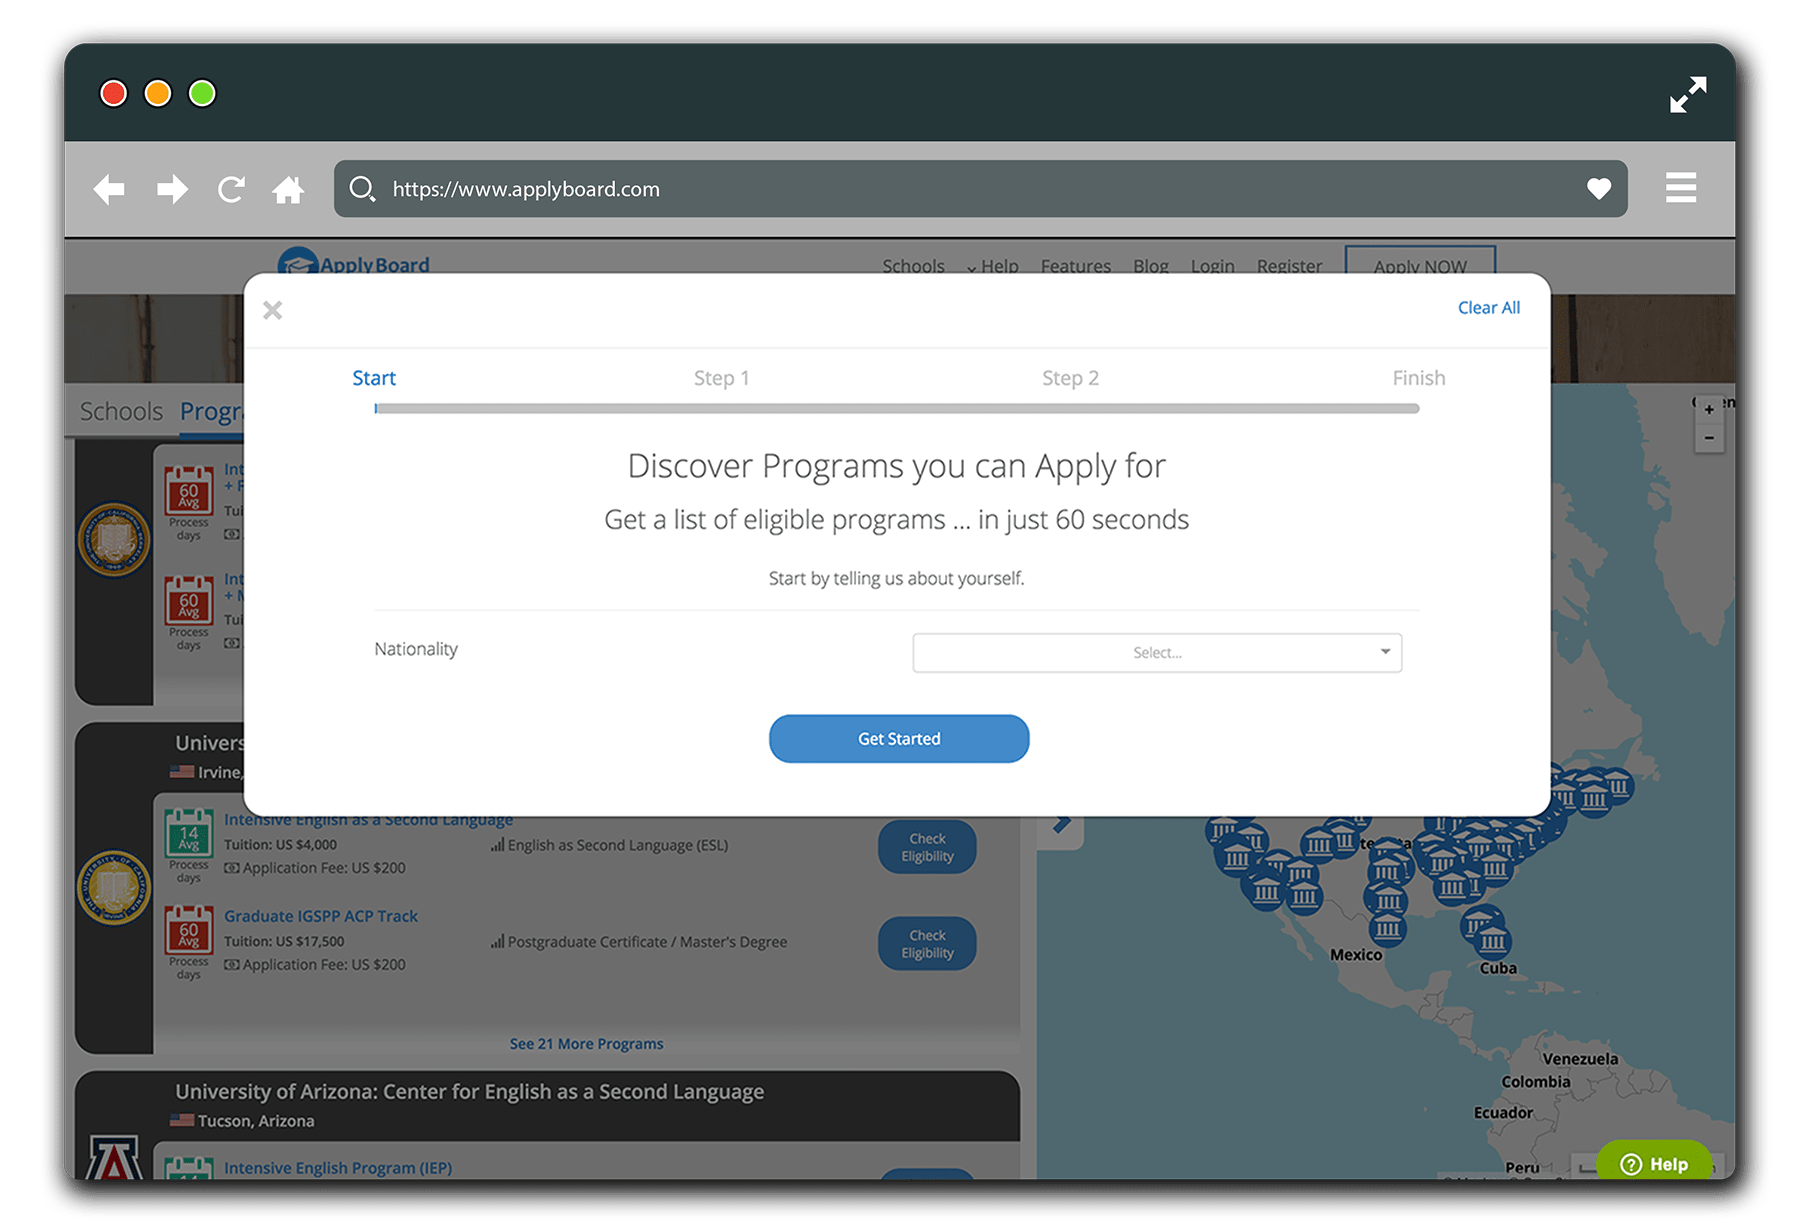 https://www.applyboard.com
ApplyBoard
Schools
Help
Features
Blog
Login
Register
Apply NOW
Clear All
Start
Step 1
Step 2
Finish
Discover Programs you can Apply for
Get a list of eligible programs ... in just 60 seconds
Start by telling us about yourself.
Nationality
Select...
Get Started
Schools
+
-
60
Avg
Process
days
60
Avg
Process
days
Irvine,
Intensive English as a Second Language
14
Avg
Process
days
Tuition: US $4,000
English as Second Language (ESL)
Application Fee: US $200
Check
Eligibility
Graduate IGSPP ACP Track
60
Avg
Process
days
Tuition: US $17,500
Postgraduate Certificate / Master's Degree
Application Fee: US $200
Check
Eligibility
See 21 More Programs
University of Arizona: Center for English as a Second Language
Tucson, Arizona
Intensive English Program (IEP)
Mexico
Cuba
Venezuela
Colombia
Ecuador
Peru
Help